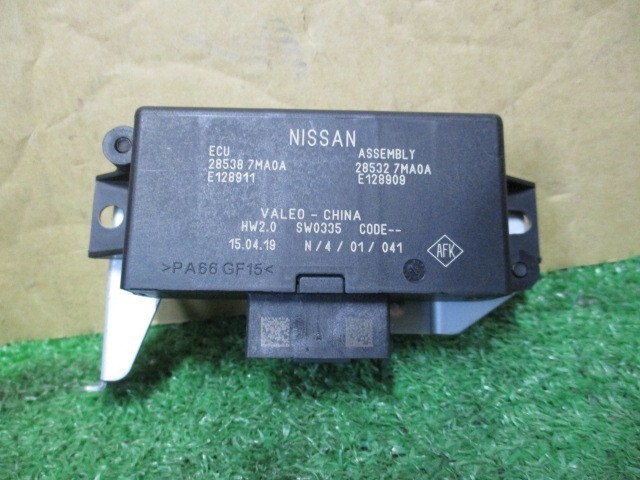 NISSAN
ECU ASSEMBLY
28538 7MA0A 28532 7MA0A
E128911 E128909
VALEO - CHINA
HW2.0 SW0335 CODE--
15.04.19 N/4/01/041
AFK
>PA66 GF15<